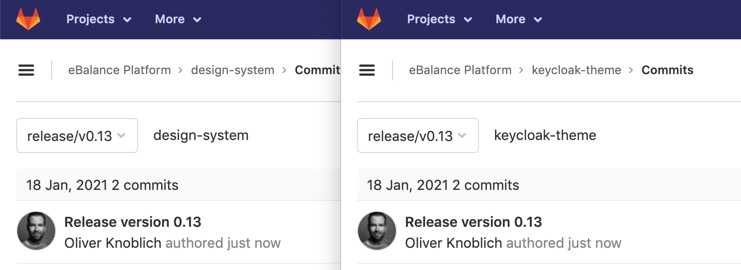 Projects More
eBalance Platform > design-system > Commit
release/v0.13 design-system
18 Jan, 2021 2 commits
Release version 0.13
Oliver Knoblich authored just now
Projects More
eBalance Platform > keycloak-theme > Commits
release/v0.13 keycloak-theme
18 Jan, 2021 2 commits
Release version 0.13
Oliver Knoblich authored just now